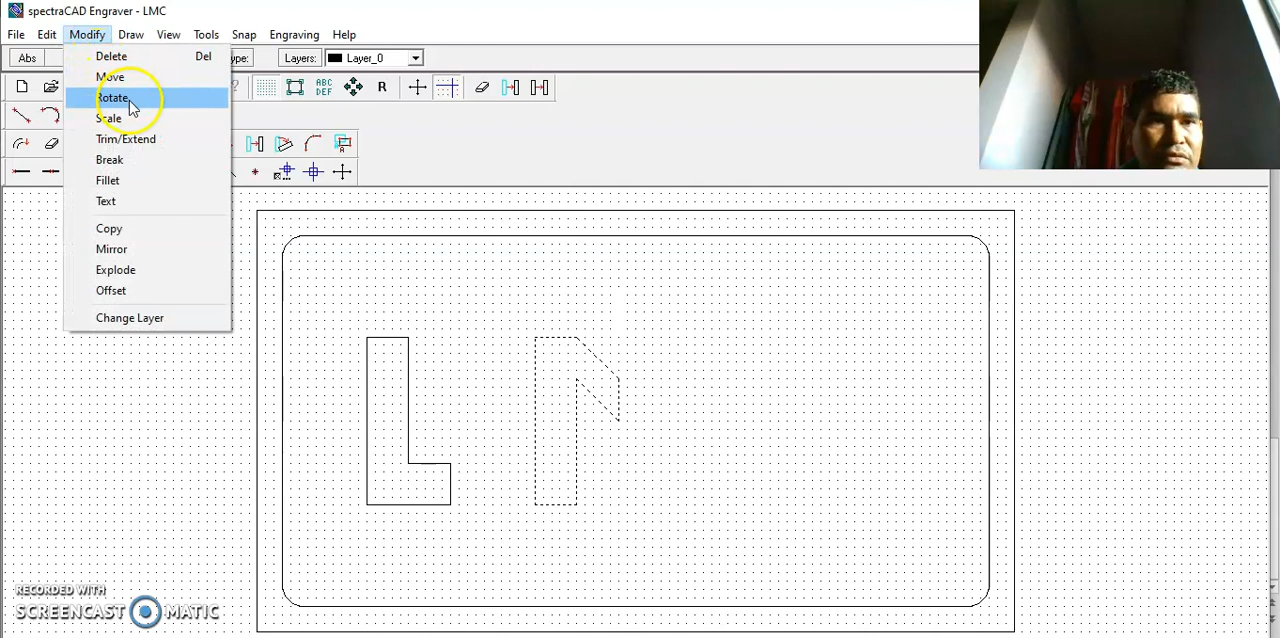 spectraCAD Engraver - LMC
File Edit Modify Draw View Tools Snap Engraving Help
Abs
Layers: Layer_0
ABC
DEF
R
Delete Del
Move
Rotate
Scale
Trim/Extend
Break
Fillet
Text
Copy
Mirror
Explode
Offset
Change Layer
RECORDED WITH
SCREENCAST MATIC